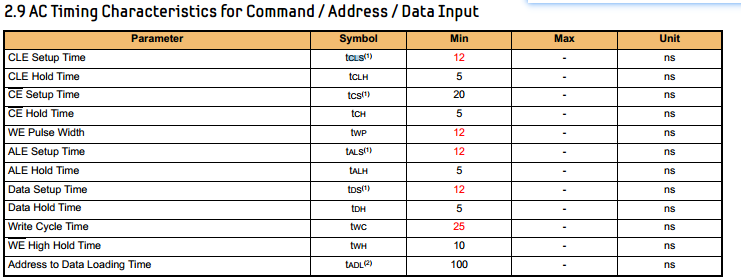 2.9 AC Timing Characteristics for Command / Address / Data Input
Parameter Symbol Min Max Unit
CLE Setup Time tCLS(1) 12 - ns
CLE Hold Time tCLH 5 - ns
CE Setup Time tCS(1) 20 - ns
CE Hold Time tCH 5 - ns
WE Pulse Width tWP 12 - ns
ALE Setup Time tALS(1) 12 - ns
ALE Hold Time tALH 5 - ns
Data Setup Time tDS(1) 12 - ns
Data Hold Time tDH 5 - ns
Write Cycle Time tWC 25 - ns
WE High Hold Time tWH 10 - ns
Address to Data Loading Time tADL(2) 100 - ns